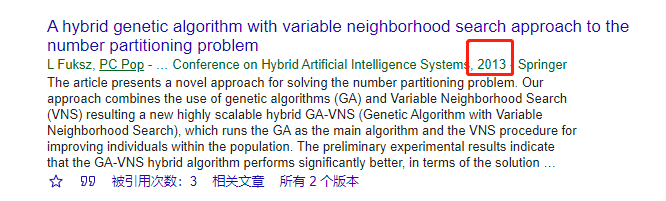 A hybrid genetic algorithm with variable neighborhood search approach to the
number partitioning problem
L Fuksz, PC Pop - … Conference on Hybrid Artificial Intelligence Systems, 2013 - Springer
The article presents a novel approach for solving the number partitioning problem. Our
approach combines the use of genetic algorithms (GA) and Variable Neighborhood Search
(VNS) resulting a new highly scalable hybrid GA-VNS (Genetic Algorithm with Variable
Neighborhood Search), which runs the GA as the main algorithm and the VNS procedure for
improving individuals within the population. The preliminary experimental results indicate
that the GA-VNS hybrid algorithm performs significantly better, in terms of the solution …
被引用次数：3 相关文章 所有 2 个版本